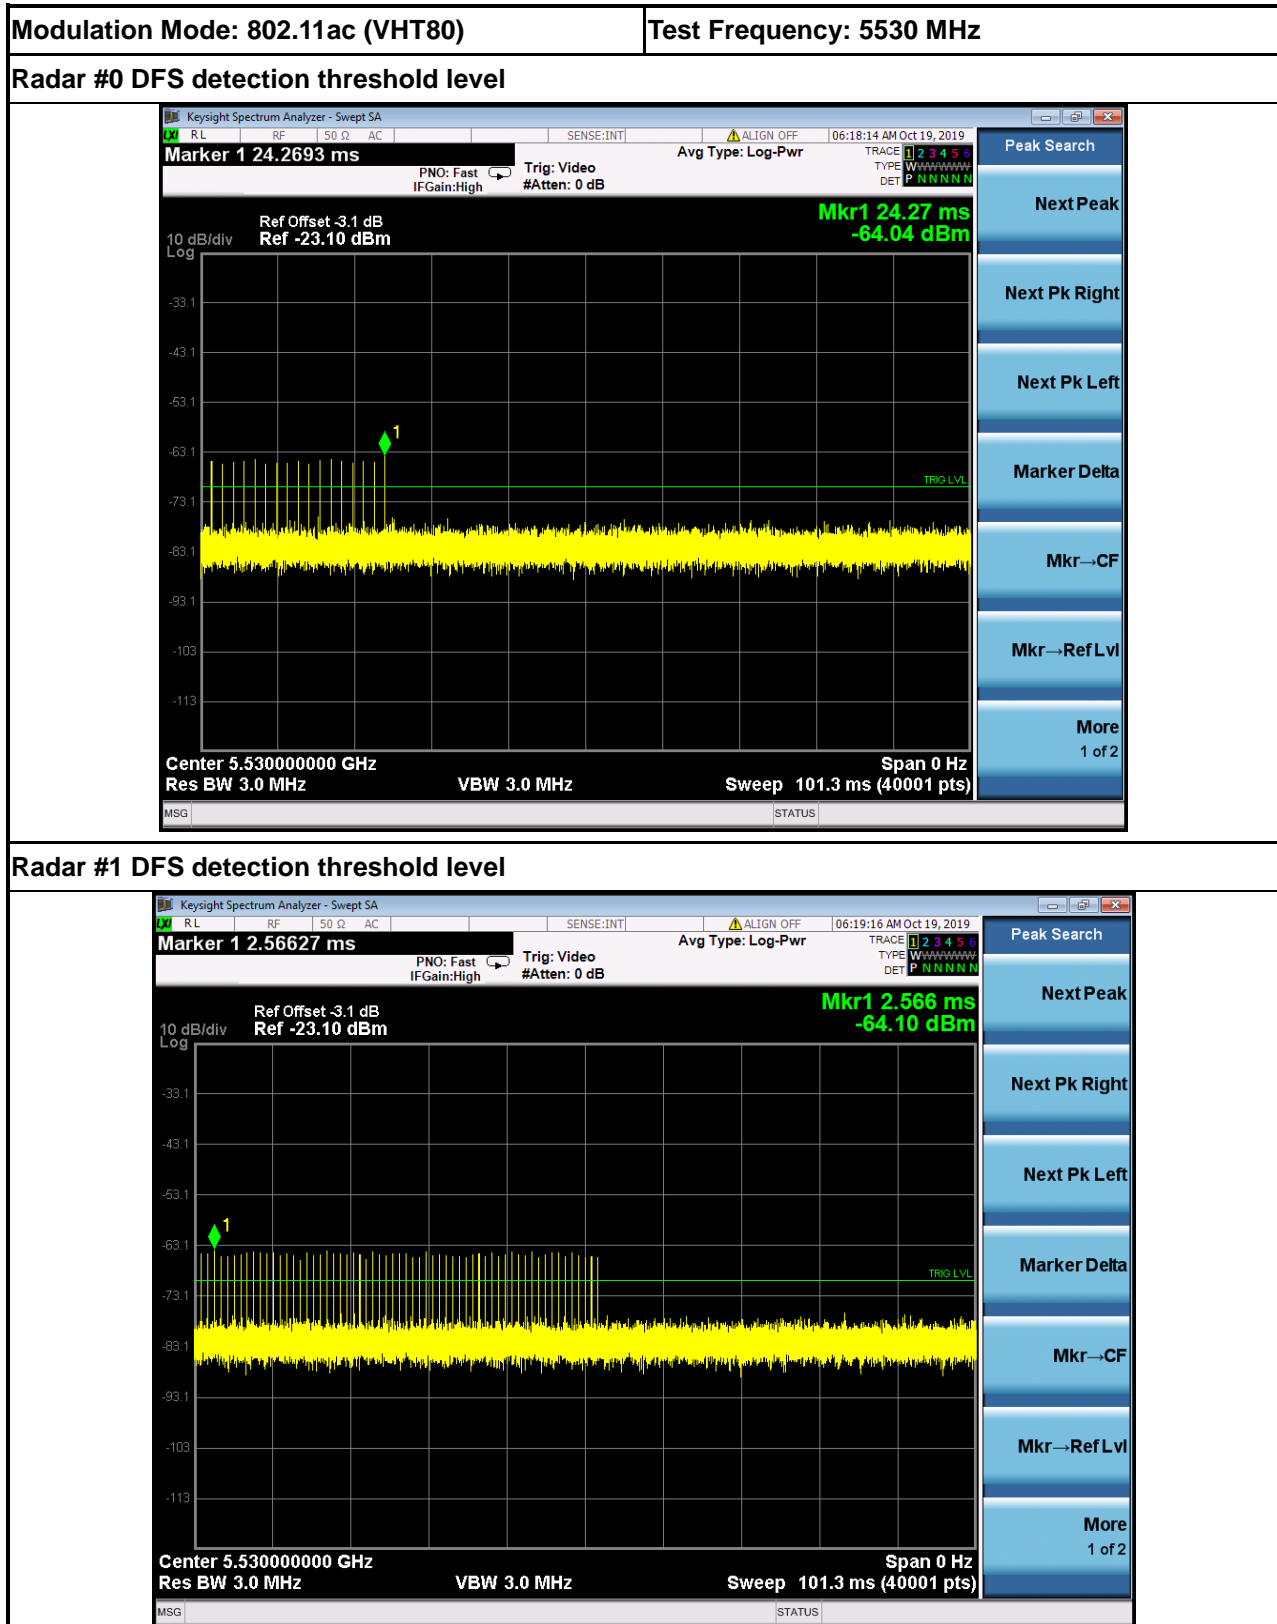 Modulation Mode: 802.11ac (VHT80)
Test Frequency: 5530 MHz
Radar #0 DFS detection threshold level
Keysight Spectrum Analyzer - Swept SA
LXI RL RF 50 Ω AC SENSE:INT ALIGN OFF 06:18:14 AM Oct 19, 2019
Marker 1 24.2693 ms
PNO: Fast
IFGain:High
Trig: Video
#Atten: 0 dB
Avg Type: Log-Pwr
TRACE 1 2 3 4 5 6
TYPE WWWWWW
DET P N N N N N
Mkr1 24.27 ms
-64.04 dBm
Ref Offset -3.1 dB
10 dB/div Ref -23.10 dBm
Log
-33.1
-43.1
-53.1
1
-63.1
TRIG LVL
-73.1
-83.1
-93.1
-103
-113
Center 5.530000000 GHz Span 0 Hz
Res BW 3.0 MHz VBW 3.0 MHz Sweep 101.3 ms (40001 pts)
MSG STATUS
Peak Search
Next Peak
Next Pk Right
Next Pk Left
Marker Delta
Mkr→CF
Mkr→Ref Lvl
More
1 of 2
Radar #1 DFS detection threshold level
Keysight Spectrum Analyzer - Swept SA
LXI RL RF 50 Ω AC SENSE:INT ALIGN OFF 06:19:16 AM Oct 19, 2019
Marker 1 2.56627 ms
PNO: Fast
IFGain:High
Trig: Video
#Atten: 0 dB
Avg Type: Log-Pwr
TRACE 1 2 3 4 5 6
TYPE WWWWWW
DET P N N N N N
Mkr1 2.566 ms
-64.10 dBm
Ref Offset -3.1 dB
10 dB/div Ref -23.10 dBm
Log
-33.1
-43.1
-53.1
1
-63.1
TRIG LVL
-73.1
-83.1
-93.1
-103
-113
Center 5.530000000 GHz Span 0 Hz
Res BW 3.0 MHz VBW 3.0 MHz Sweep 101.3 ms (40001 pts)
MSG STATUS
Peak Search
Next Peak
Next Pk Right
Next Pk Left
Marker Delta
Mkr→CF
Mkr→Ref Lvl
More
1 of 2